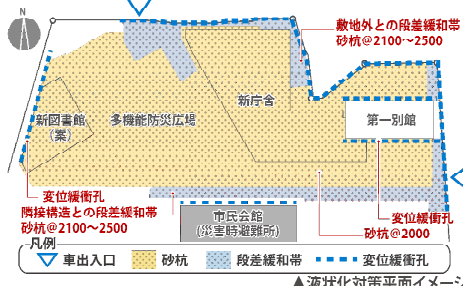 N
敷地外との段差緩和帯
砂杭@2100～2500
新庁舎
新図書館
（案）
多機能防災広場
第一別館
変位緩衝孔
隣接構造との段差緩和帯
砂杭@2100～2500
市民会館
(災害時避難所)
変位緩衝孔
砂杭@2000
凡例
車出入口
砂杭
段差緩和帯
変位緩衝孔
▲液状化対策平面イメージ